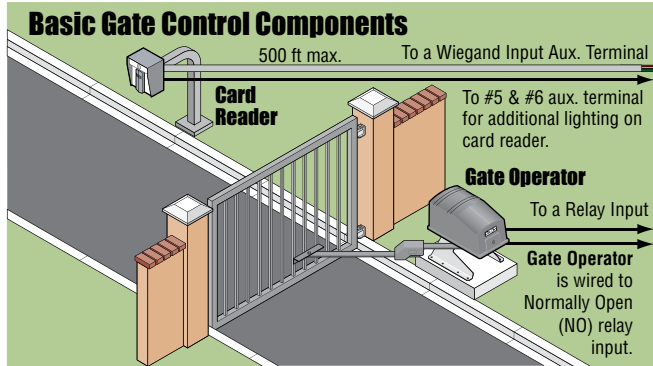 Basic Gate Control Components
500 ft max.
To a Wiegand Input Aux. Terminal
Card
Reader
To #5 & #6 aux. terminal
for additional lighting on
card reader.
Gate Operator
To a Relay Input
Gate Operator
is wired to
Normally Open
(NO) relay
input.